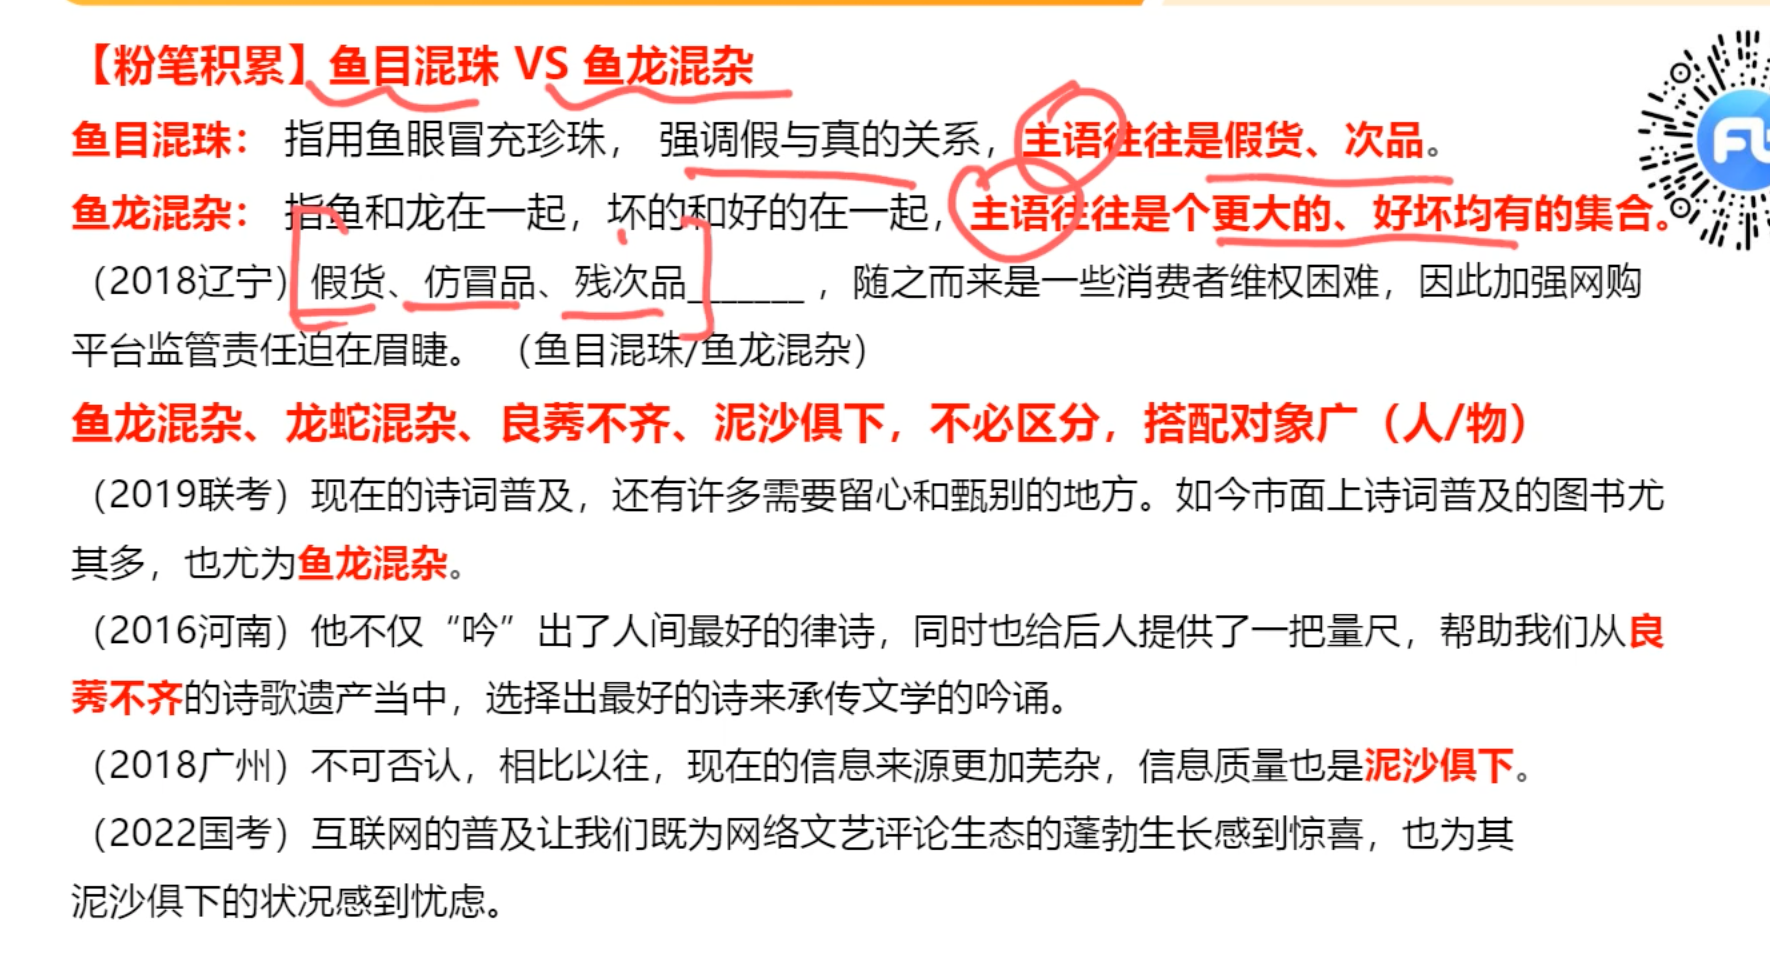 【粉笔积累】鱼目混珠 VS 鱼龙混杂
鱼目混珠： 指用鱼眼冒充珍珠， 强调假与真的关系，主语往往是假货、次品。
鱼龙混杂： 指鱼和龙在一起，坏的和好的在一起，主语往往是个更大的、好坏均有的集合。
（2018辽宁）假货、仿冒品、残次品______，随之而来是一些消费者维权困难，因此加强网购
平台监管责任迫在眉睫。 （鱼目混珠/鱼龙混杂）
鱼龙混杂、龙蛇混杂、良莠不齐、泥沙俱下，不必区分，搭配对象广（人/物）
（2019联考）现在的诗词普及，还有许多需要留心和甄别的地方。如今市面上诗词普及的图书尤
其多，也尤为鱼龙混杂。
（2016河南）他不仅“吟”出了人间最好的律诗，同时也给后人提供了一把量尺，帮助我们从良
莠不齐的诗歌遗产当中，选择出最好的诗来承传文学的吟诵。
（2018广州）不可否认，相比以往，现在的信息来源更加芜杂，信息质量也是泥沙俱下。
（2022国考）互联网的普及让我们既为网络文艺评论生态的蓬勃生长感到惊喜，也为其
泥沙俱下的状况感到忧虑。